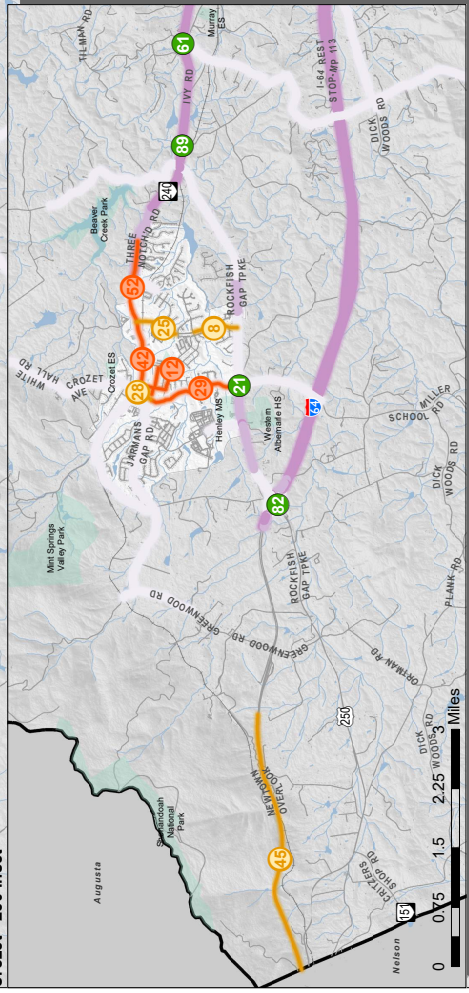 TILMAN RD
61
Murray
ES
I-64 REST
STOP-MP 113
IVY RD
89
DICK
WOODS RD
240
Beaver
Creek Park
THREE
NOTCH'D RD
52
ROCKFISH
GAP TPKE
25
8
WHITE
HALL RD
CROZET
AVE
Crozet ES
42
12
28
29
21
64
MILLER
SCHOOL RD
JARMANS
GAP RD
Henley MS
Western
Albemarle HS
DICK
WOODS RD
Mint Springs
Valley Park
82
ROCKFISH
GAP TPKE
PLANK RD
GREENWOOD RD
GREENWOOD RD
ORTMAN RD
250
NEWTOWN
OVERLOOK
DICK
WOODS RD
Shenandoah
National
Park
45
CRITZERS
SHOP RD
Augusta
151
Nelson
0 0.75 1.5 2.25 3
Miles